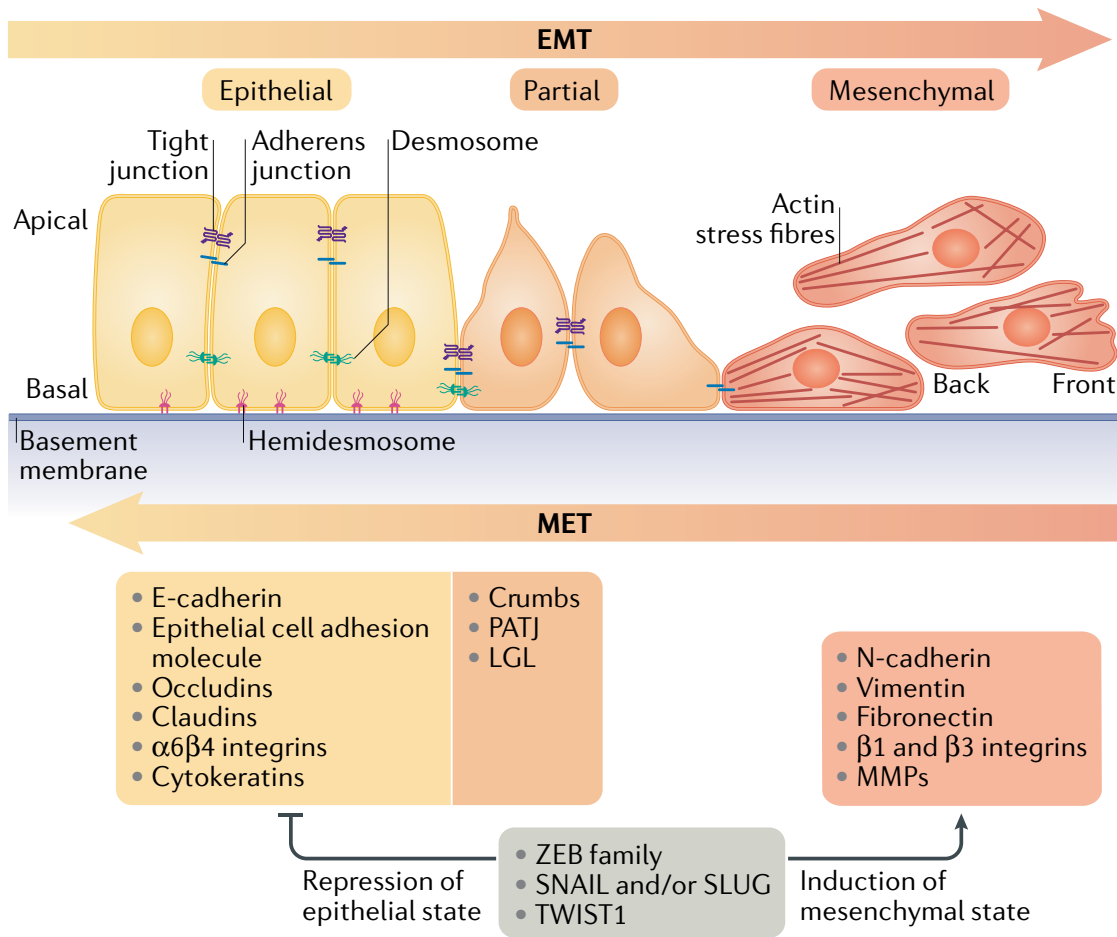 EMT
Epithelial
Partial
Mesenchymal
Tight
junction
Adherens
junction
Desmosome
Apical
Actin
stress fibres
Basal
Back
Front
Basement
membrane
Hemidesmosome
MET
• E-cadherin
• Epithelial cell adhesion
molecule
• Occludins
• Claudins
• α6β4 integrins
• Cytokeratins
• Crumbs
• PATJ
• LGL
• N-cadherin
• Vimentin
• Fibronectin
• β1 and β3 integrins
• MMPs
Repression of
epithelial state
• ZEB family
• SNAIL and/or SLUG
• TWIST1
Induction of
mesenchymal state